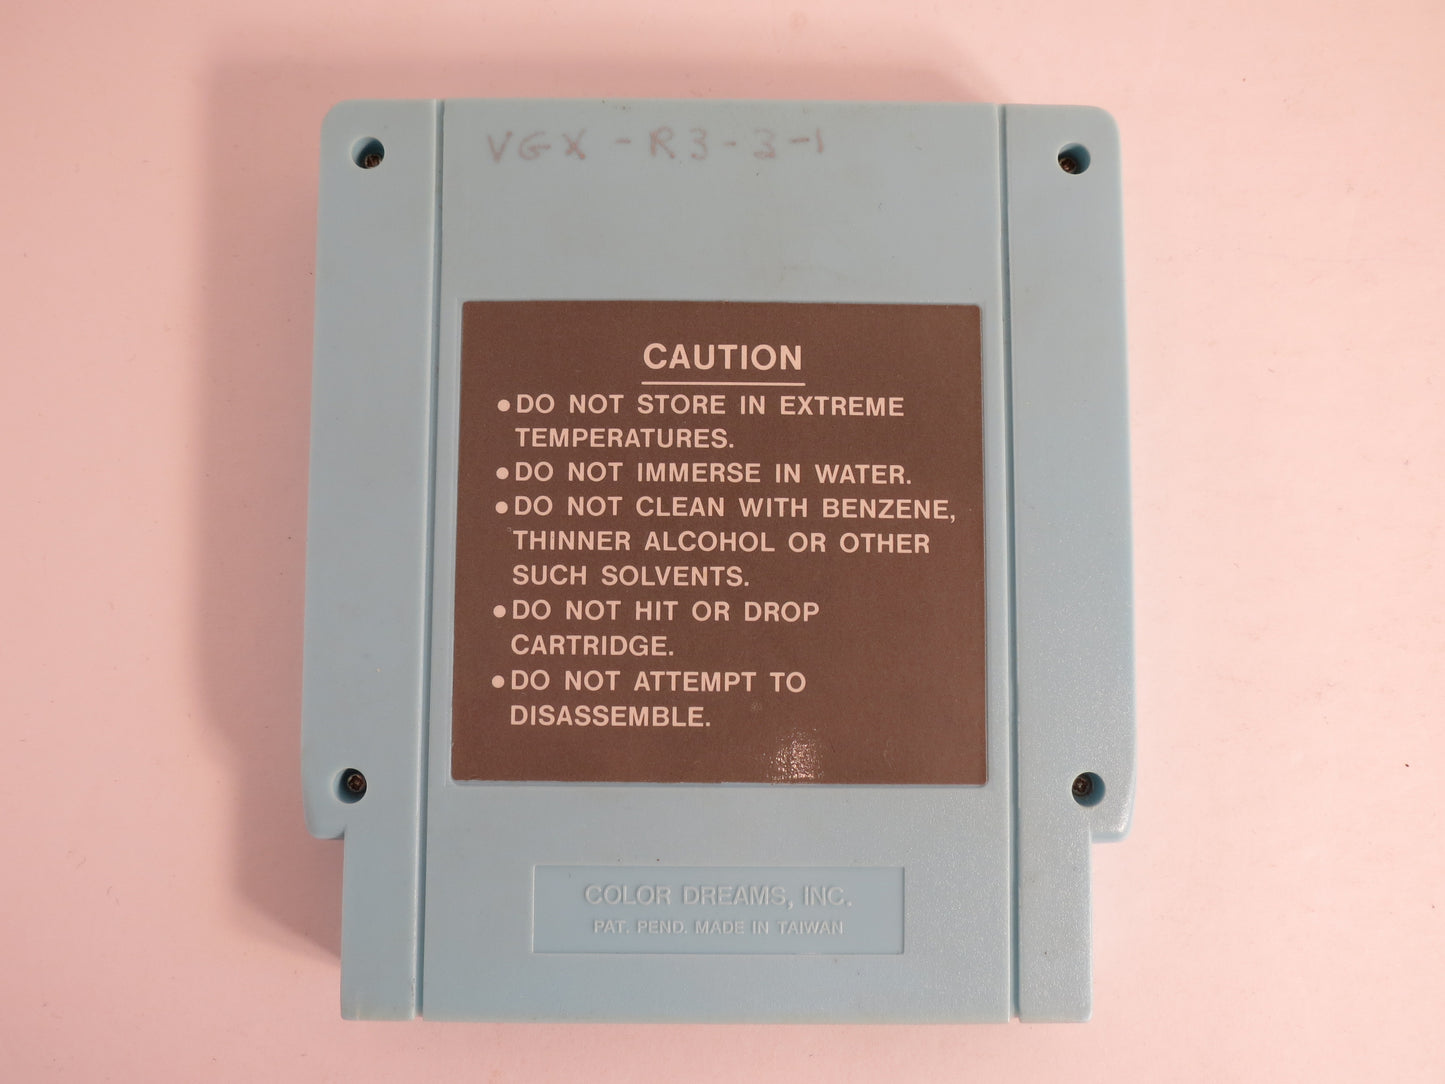 VGX - R3-3-1
CAUTION
●DO NOT STORE IN EXTREME
TEMPERATURES.
●DO NOT IMMERSE IN WATER.
●DO NOT CLEAN WITH BENZENE,
THINNER ALCOHOL OR OTHER
SUCH SOLVENTS.
●DO NOT HIT OR DROP
CARTRIDGE.
●DO NOT ATTEMPT TO
DISASSEMBLE.
COLOR DREAMS, INC.
PAT. PEND. MADE IN TAIWAN